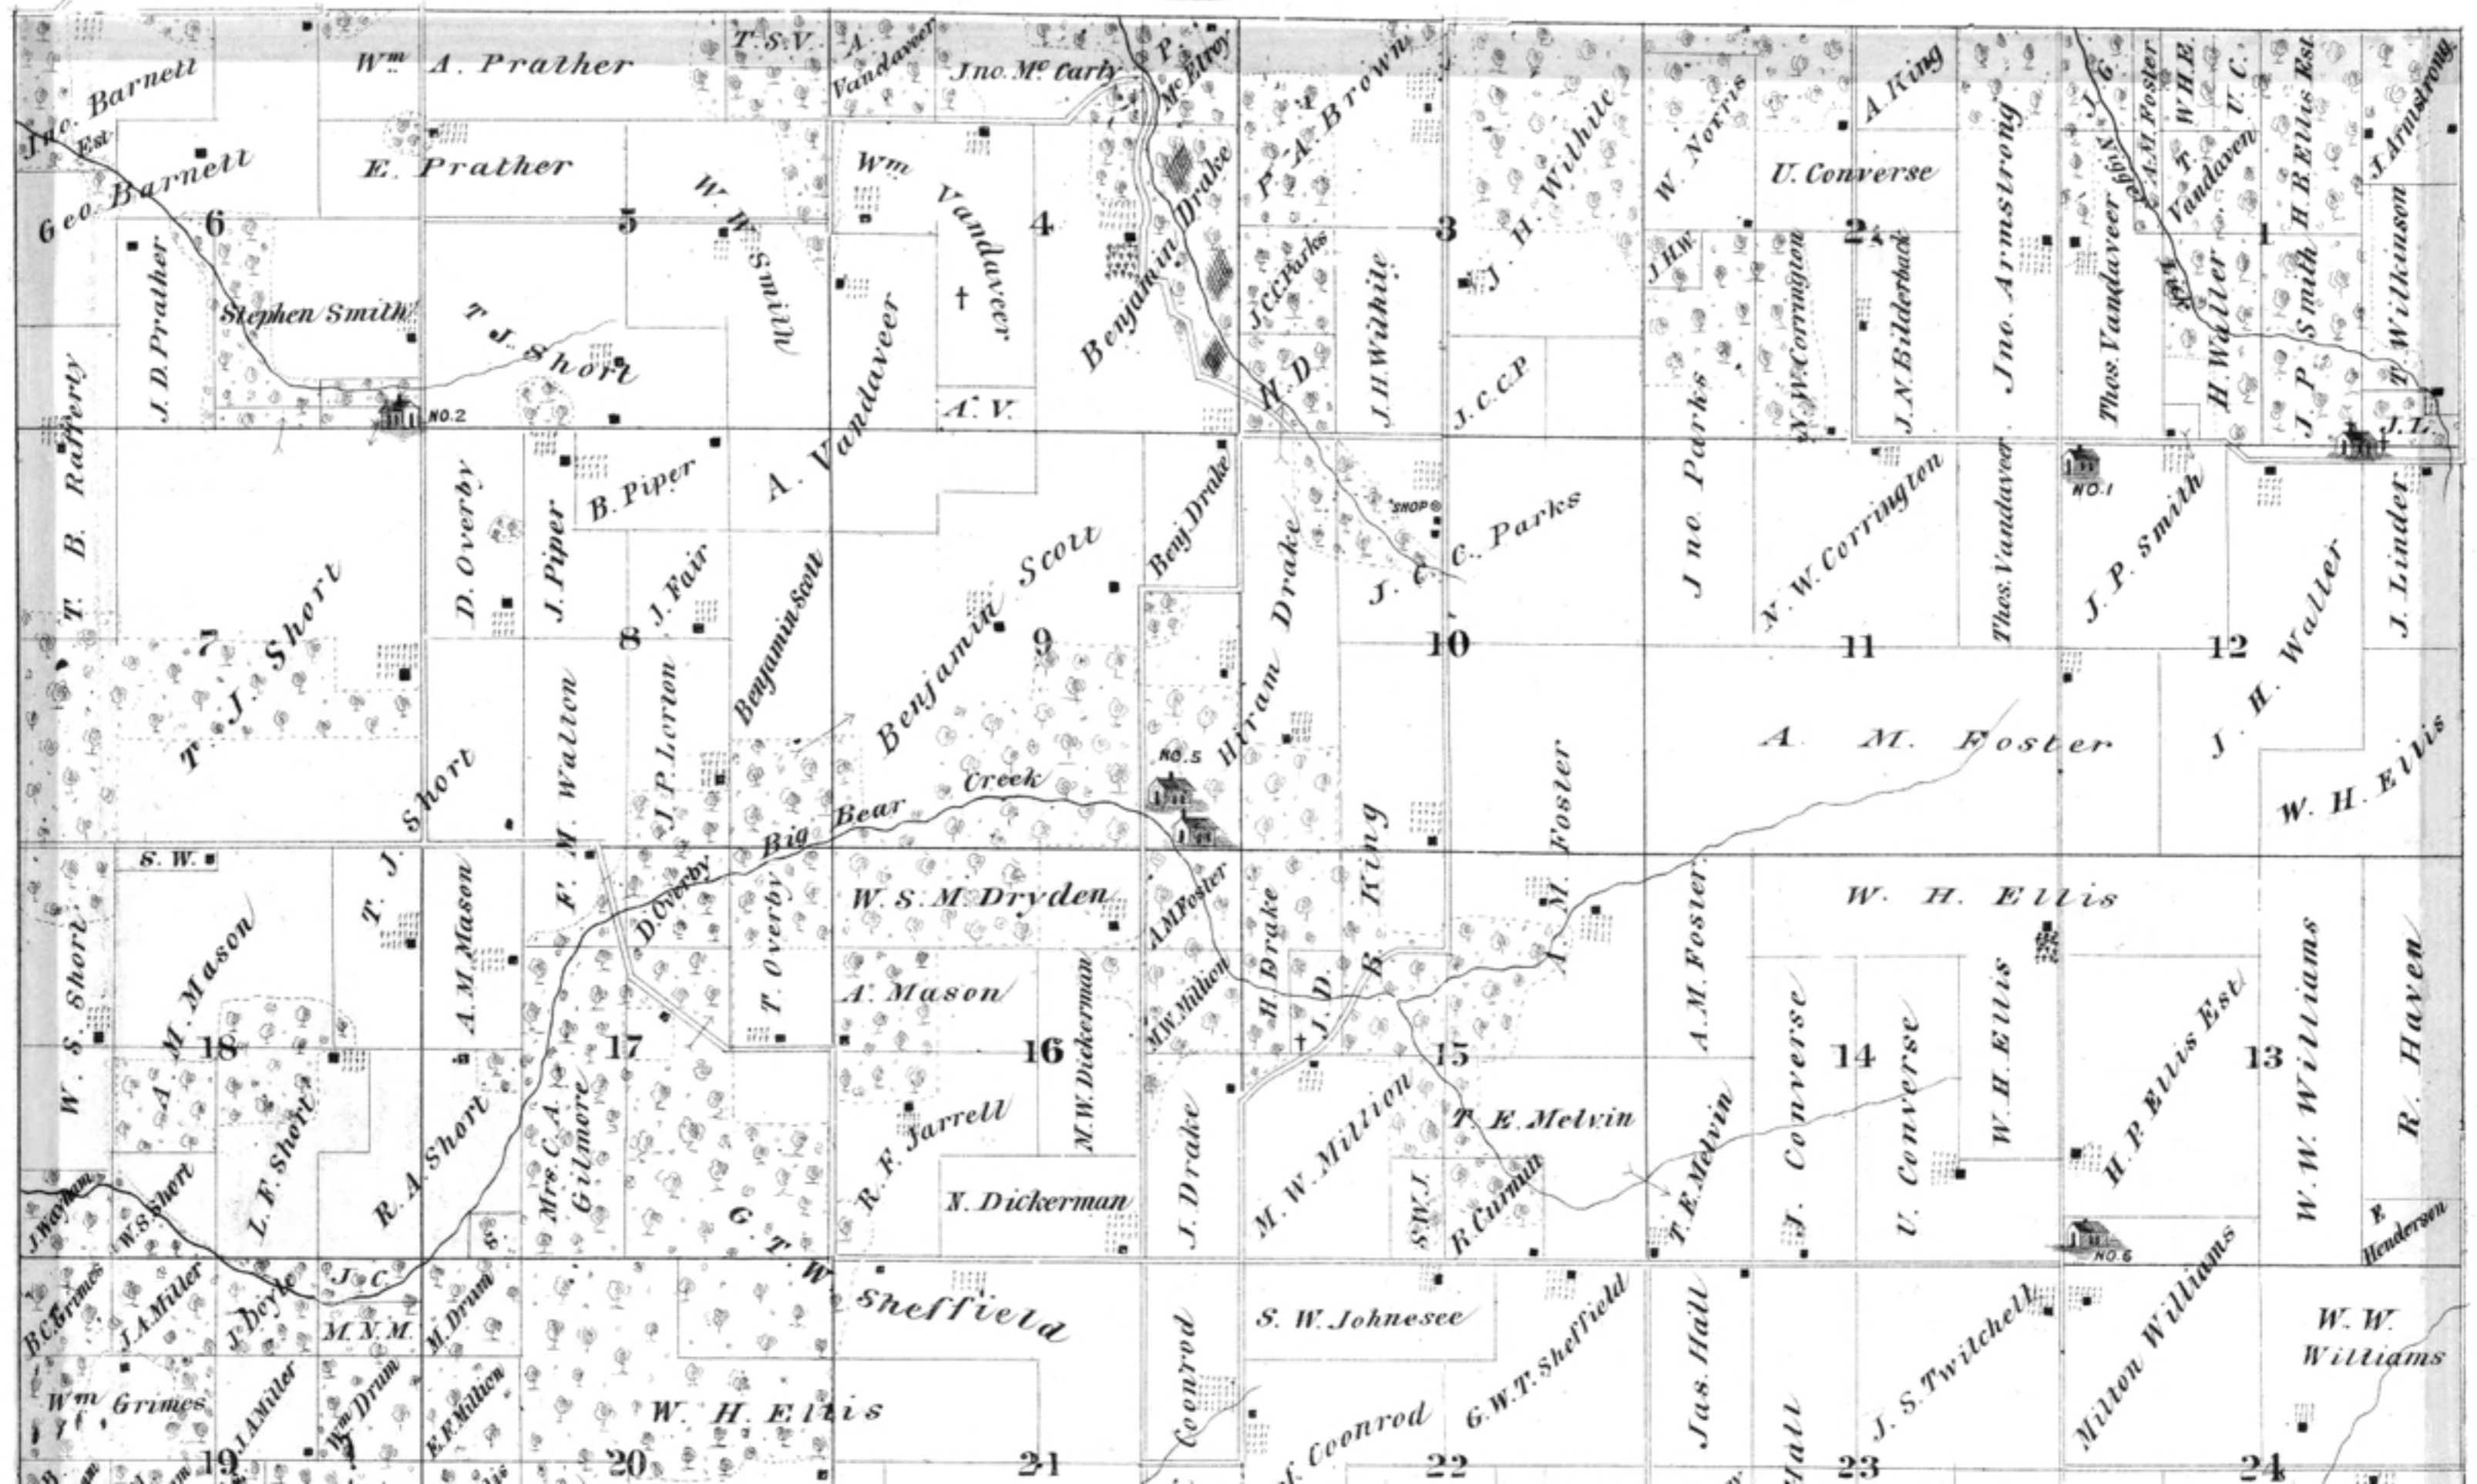 Jno. Barnett
Est
Wm A. Prather
T. S. V.
A. Vandaveer
Jno. Mc Carty
P. McElroy
P. A. Brown
J. H. Wilhite
W. Norris
A. King
J. G.
A. M. Foster
W. H. E.
U. C.
H. P. Ellis Est.
J. Armstrong
Geo. Barnett
E. Prather
W. W. Smith
Wm Vandaveer
Benjamin Drake
U. Converse
Jno. Armstrong
Thos. Vandaveer
T. Vandaven
6
5
4
3
2
1
J. D. Prather
Stephen Smith
T. J. Short
A. Vandaveer
A. V.
J. C. C. Parks
J. H. Wilhite
H. D.
J. C. C. P.
J. H. W.
N. W. Corrington
J. N. Bilderback
H. Waller
J. P. Smith
T. Wilkinson
J. L.
NO. 2
NO. 1
T. B. Rafferty
T. J. Short
D. Overby
J. Piper
B. Piper
J. Fair
Benjamin Scott
Benjamin Scott
Benj. Drake
Hiram Drake
SHOP
J. C. C. Parks
Jno Parks
N. W. Corrington
Thos. Vandaveer
J. P. Smith
J. H. Waller
J. Linder
7
8
9
10
11
12
T. J. Short
F. M. Walton
J. P. Lorton
Big Bear Creek
NO. 5
J. D. King
A. M. Foster
A. M. Foster
W. H. Ellis
S. W.
W. S. Short
A. M. Mason
A. M. Mason
D. Overby
T. Overby
W. S. M. Dryden
A. M. Foster
H. Drake
A. M. Foster
W. H. Ellis
A. Mason
M. W. Dickerman
M. W. Million
J. Converse
U. Converse
W. H. Ellis
H. P. Ellis Est
W. W. Williams
R. Haven
18
17
16
15
14
13
L. F. Short
R. A. Short
Mrs. C. A. Gilmore
R. F. Jarrell
N. Dickerman
J. Drake
M. W. Million
T. E. Melvin
T. E. Melvin
S. W. J.
R. Curnun
J. Wayham
W. S. Short
S.
G. T. W. Sheffield
NO. 6
E Henderson
B. C. Grimes
J. A. Miller
J. Doyle
J. C.
M. N. M.
M. Drum
Coonrod
S. W. Johnesee
G. W. T. Sheffield
Jas. Hall
J. S. Twitchell
Milton Williams
W. W. Williams
Wm Grimes
J. A. Miller
Wm Drum
E. F. Million
W. H. Ellis
Coonrod
Hall
19
20
21
22
23
24